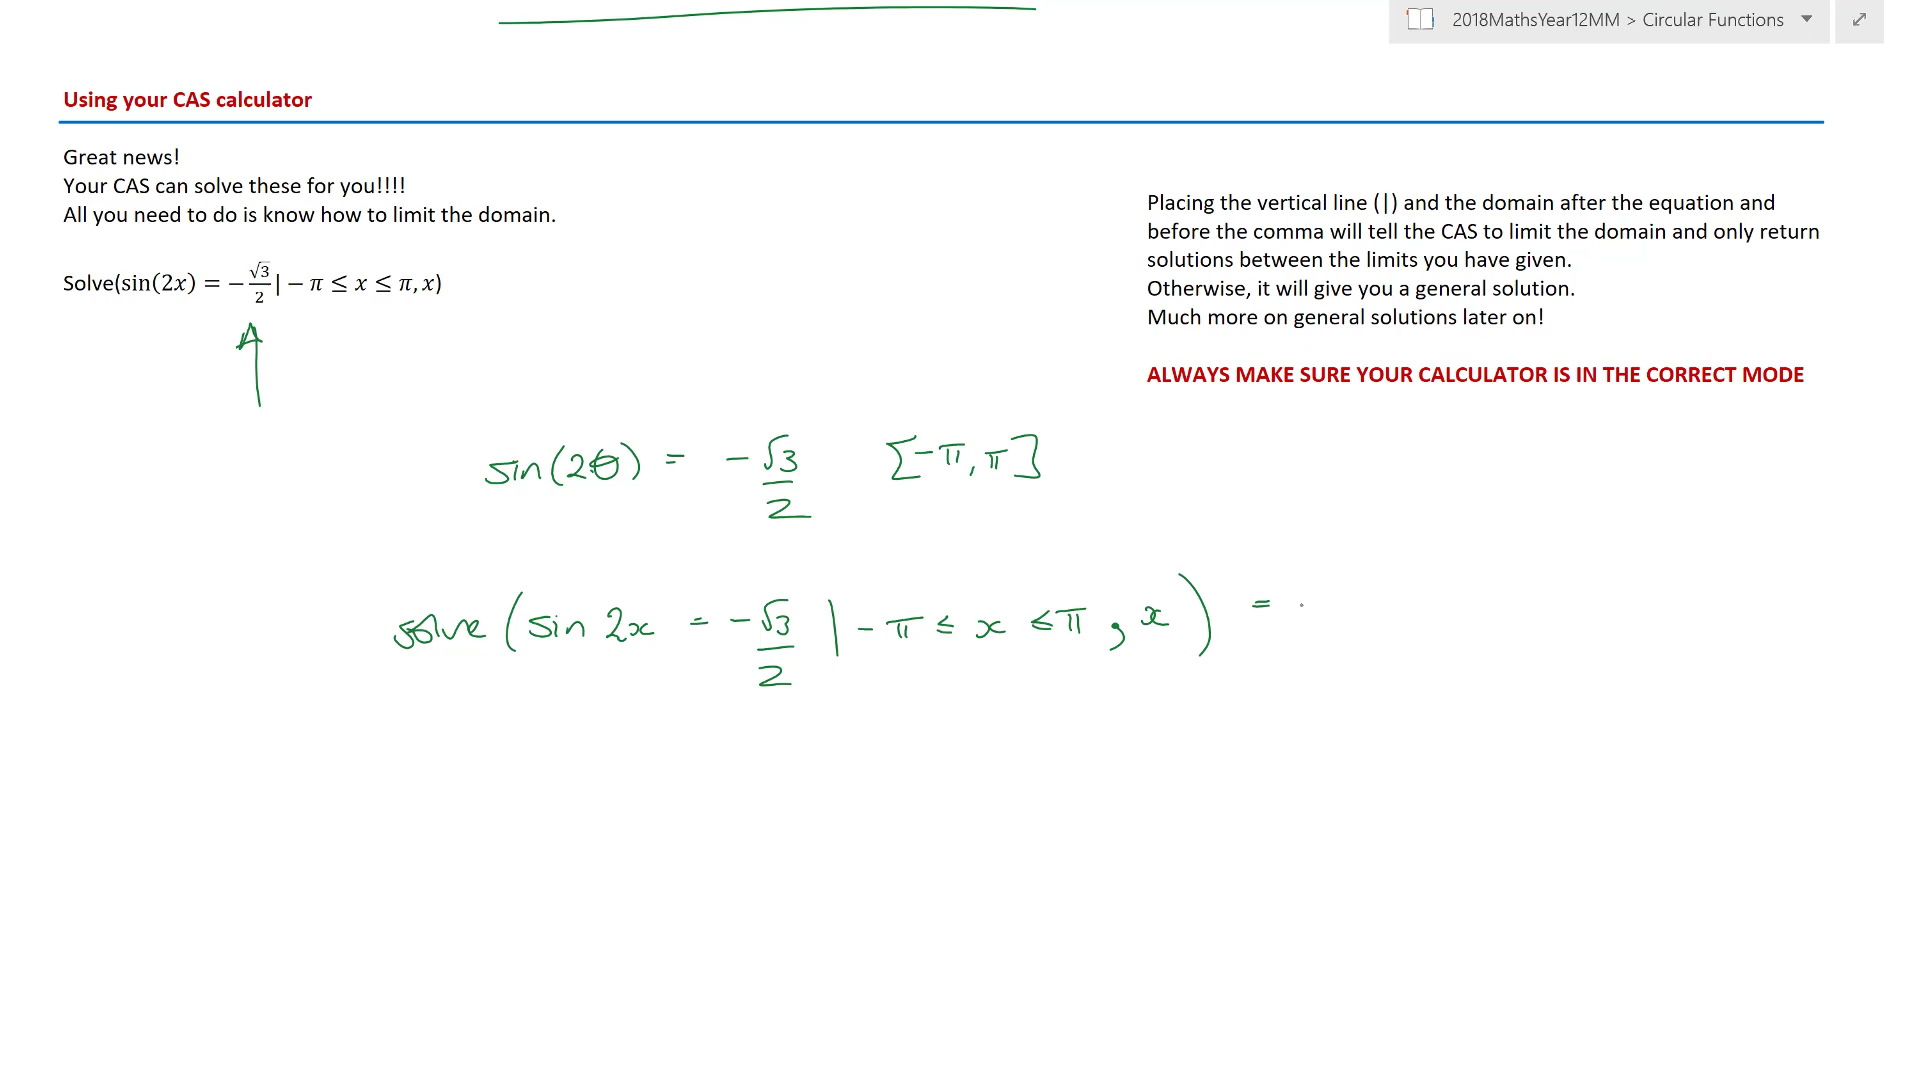 2018MathsYear12MM > Circular Functions
Using your CAS calculator
Great news!
Your CAS can solve these for you!!!!
All you need to do is know how to limit the domain.
Solve(sin(2x) = −√3/2 | − π ≤ x ≤ π, x)
Placing the vertical line (|) and the domain after the equation and
before the comma will tell the CAS to limit the domain and only return
solutions between the limits you have given.
Otherwise, it will give you a general solution.
Much more on general solutions later on!
ALWAYS MAKE SURE YOUR CALCULATOR IS IN THE CORRECT MODE
sin(2θ) = −√3/2 [−π, π]
solve (sin 2x = −√3/2 | −π ≤ x ≤ π, x) =